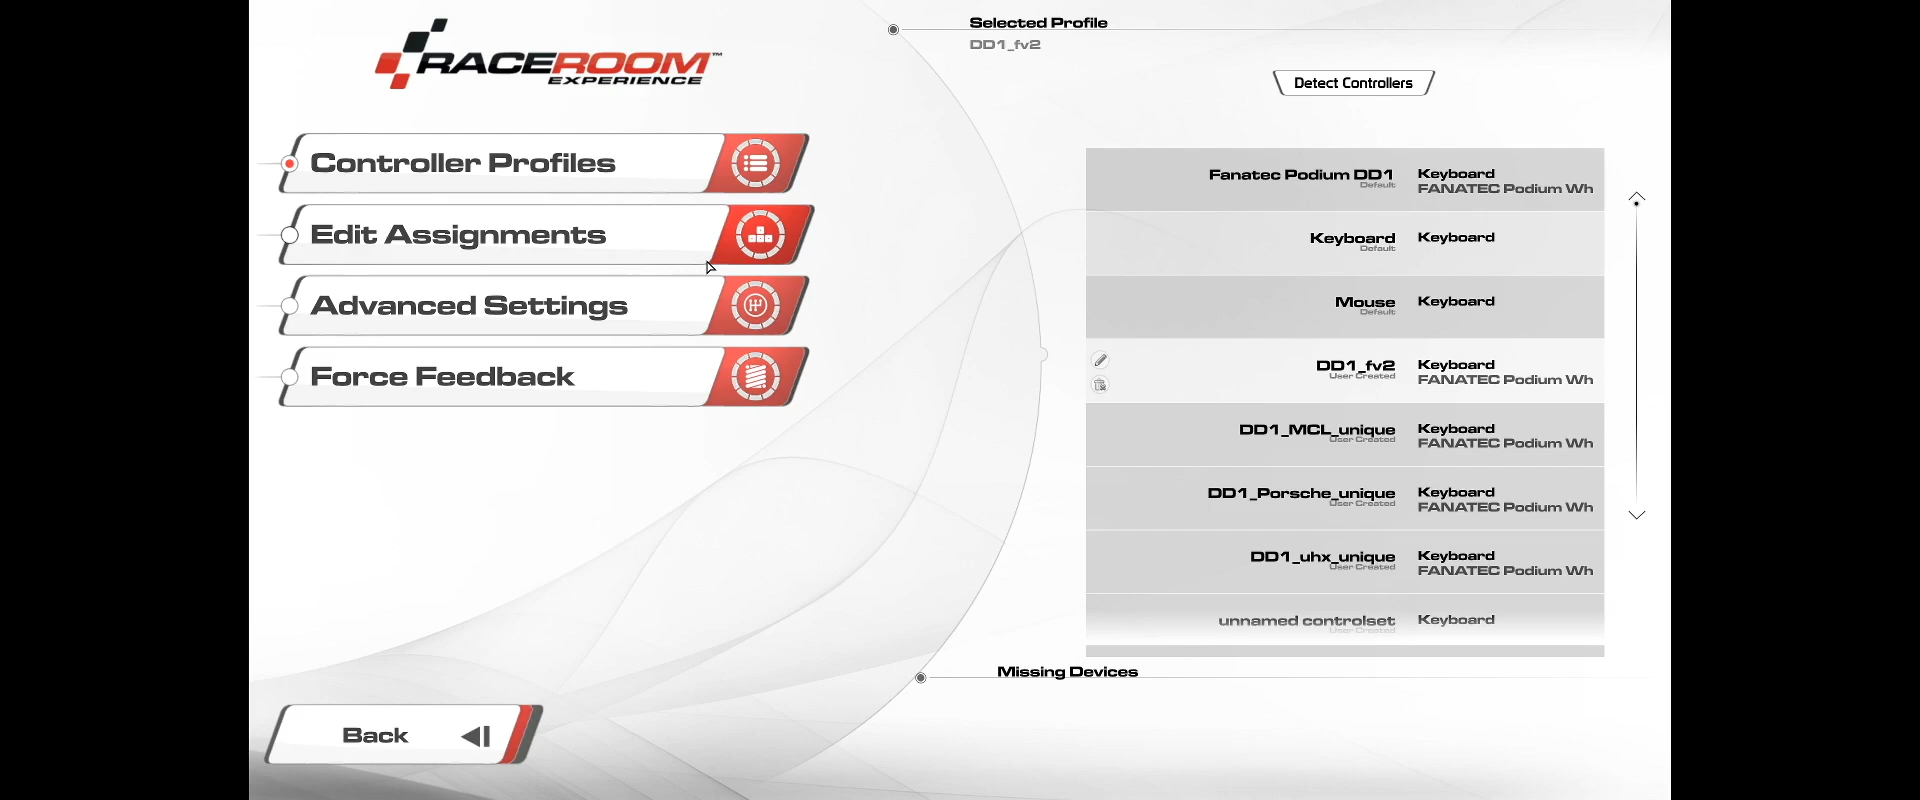 RACEROOM™
EXPERIENCE
Controller Profiles
Edit Assignments
Advanced Settings
Force Feedback
Back
Selected Profile
DD1_fv2
Detect Controllers
Fanatec Podium DD1
Default
Keyboard
FANATEC Podium Wh
Keyboard
Default
Keyboard
Mouse
Default
Keyboard
DD1_fv2
User Created
Keyboard
FANATEC Podium Wh
DD1_MCL_unique
User Created
Keyboard
FANATEC Podium Wh
DD1_Porsche_unique
User Created
Keyboard
FANATEC Podium Wh
DD1_uhx_unique
User Created
Keyboard
FANATEC Podium Wh
unnamed controlset
User Created
Keyboard
Missing Devices